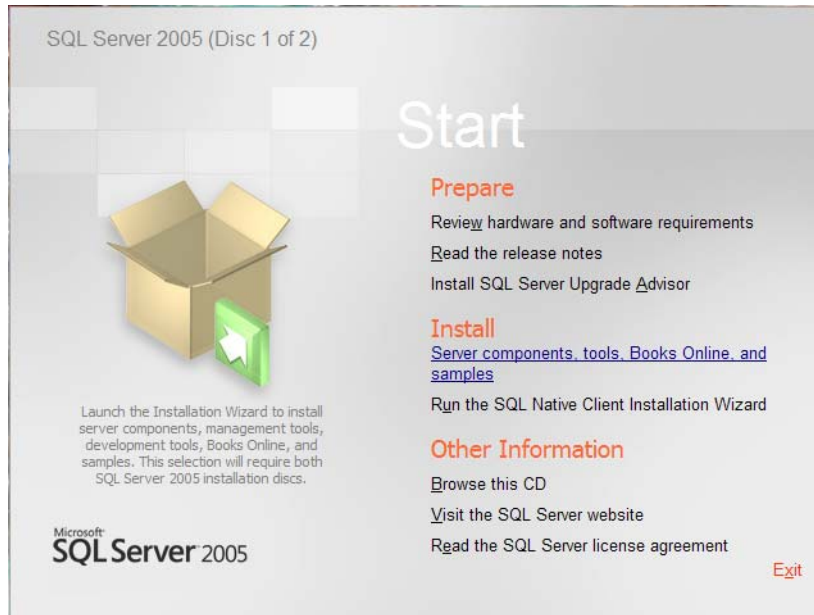 SQL Server 2005 (Disc 1 of 2)
Start
Prepare
Review hardware and software requirements
Read the release notes
Install SQL Server Upgrade Advisor
Install
Server components, tools, Books Online, and
samples
Run the SQL Native Client Installation Wizard
Other Information
Browse this CD
Visit the SQL Server website
Read the SQL Server license agreement
Exit
Launch the Installation Wizard to install
server components, management tools,
development tools, Books Online, and
samples. This selection will require both
SQL Server 2005 installation discs.
Microsoft
SQL Server 2005